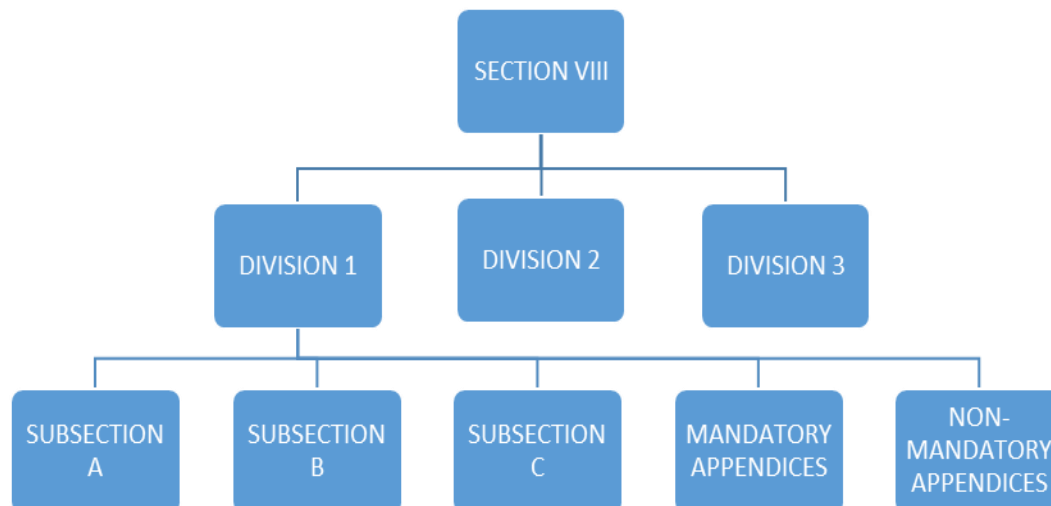 SECTION VIII
DIVISION 1
DIVISION 2
DIVISION 3
SUBSECTION
A
SUBSECTION
B
SUBSECTION
C
MANDATORY
APPENDICES
NON-
MANDATORY
APPENDICES